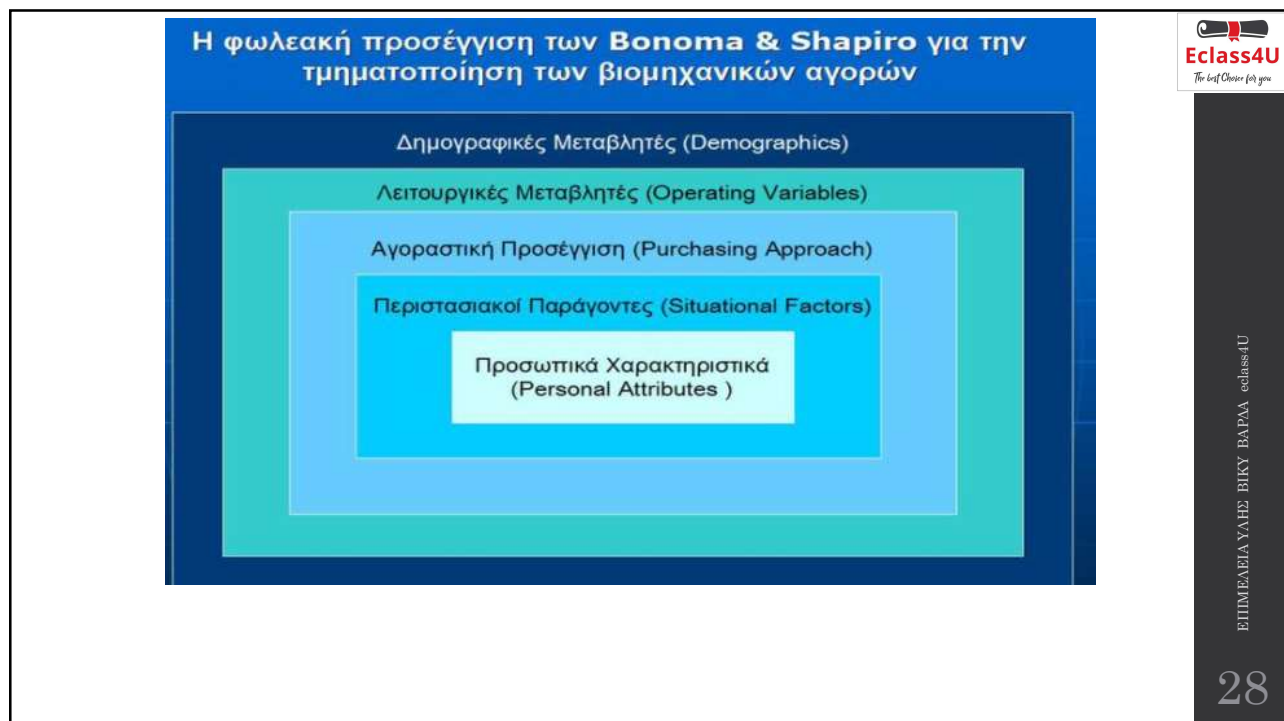 Η φωλεακή προσέγγιση των Bonoma & Shapiro για την
τμηματοποίηση των βιομηχανικών αγορών
Δημογραφικές Μεταβλητές (Demographics)
Λειτουργικές Μεταβλητές (Operating Variables)
Αγοραστική Προσέγγιση (Purchasing Approach)
Περιστασιακοί Παράγοντες (Situational Factors)
Προσωπικά Χαρακτηριστικά
(Personal Attributes )
Eclass4U
The best Choice for you
ΕΠΙΜΕΛΕΙΑ ΥΛΗΣ ΒΙΚΥ ΒΑΡΔΑ eclass4U
28